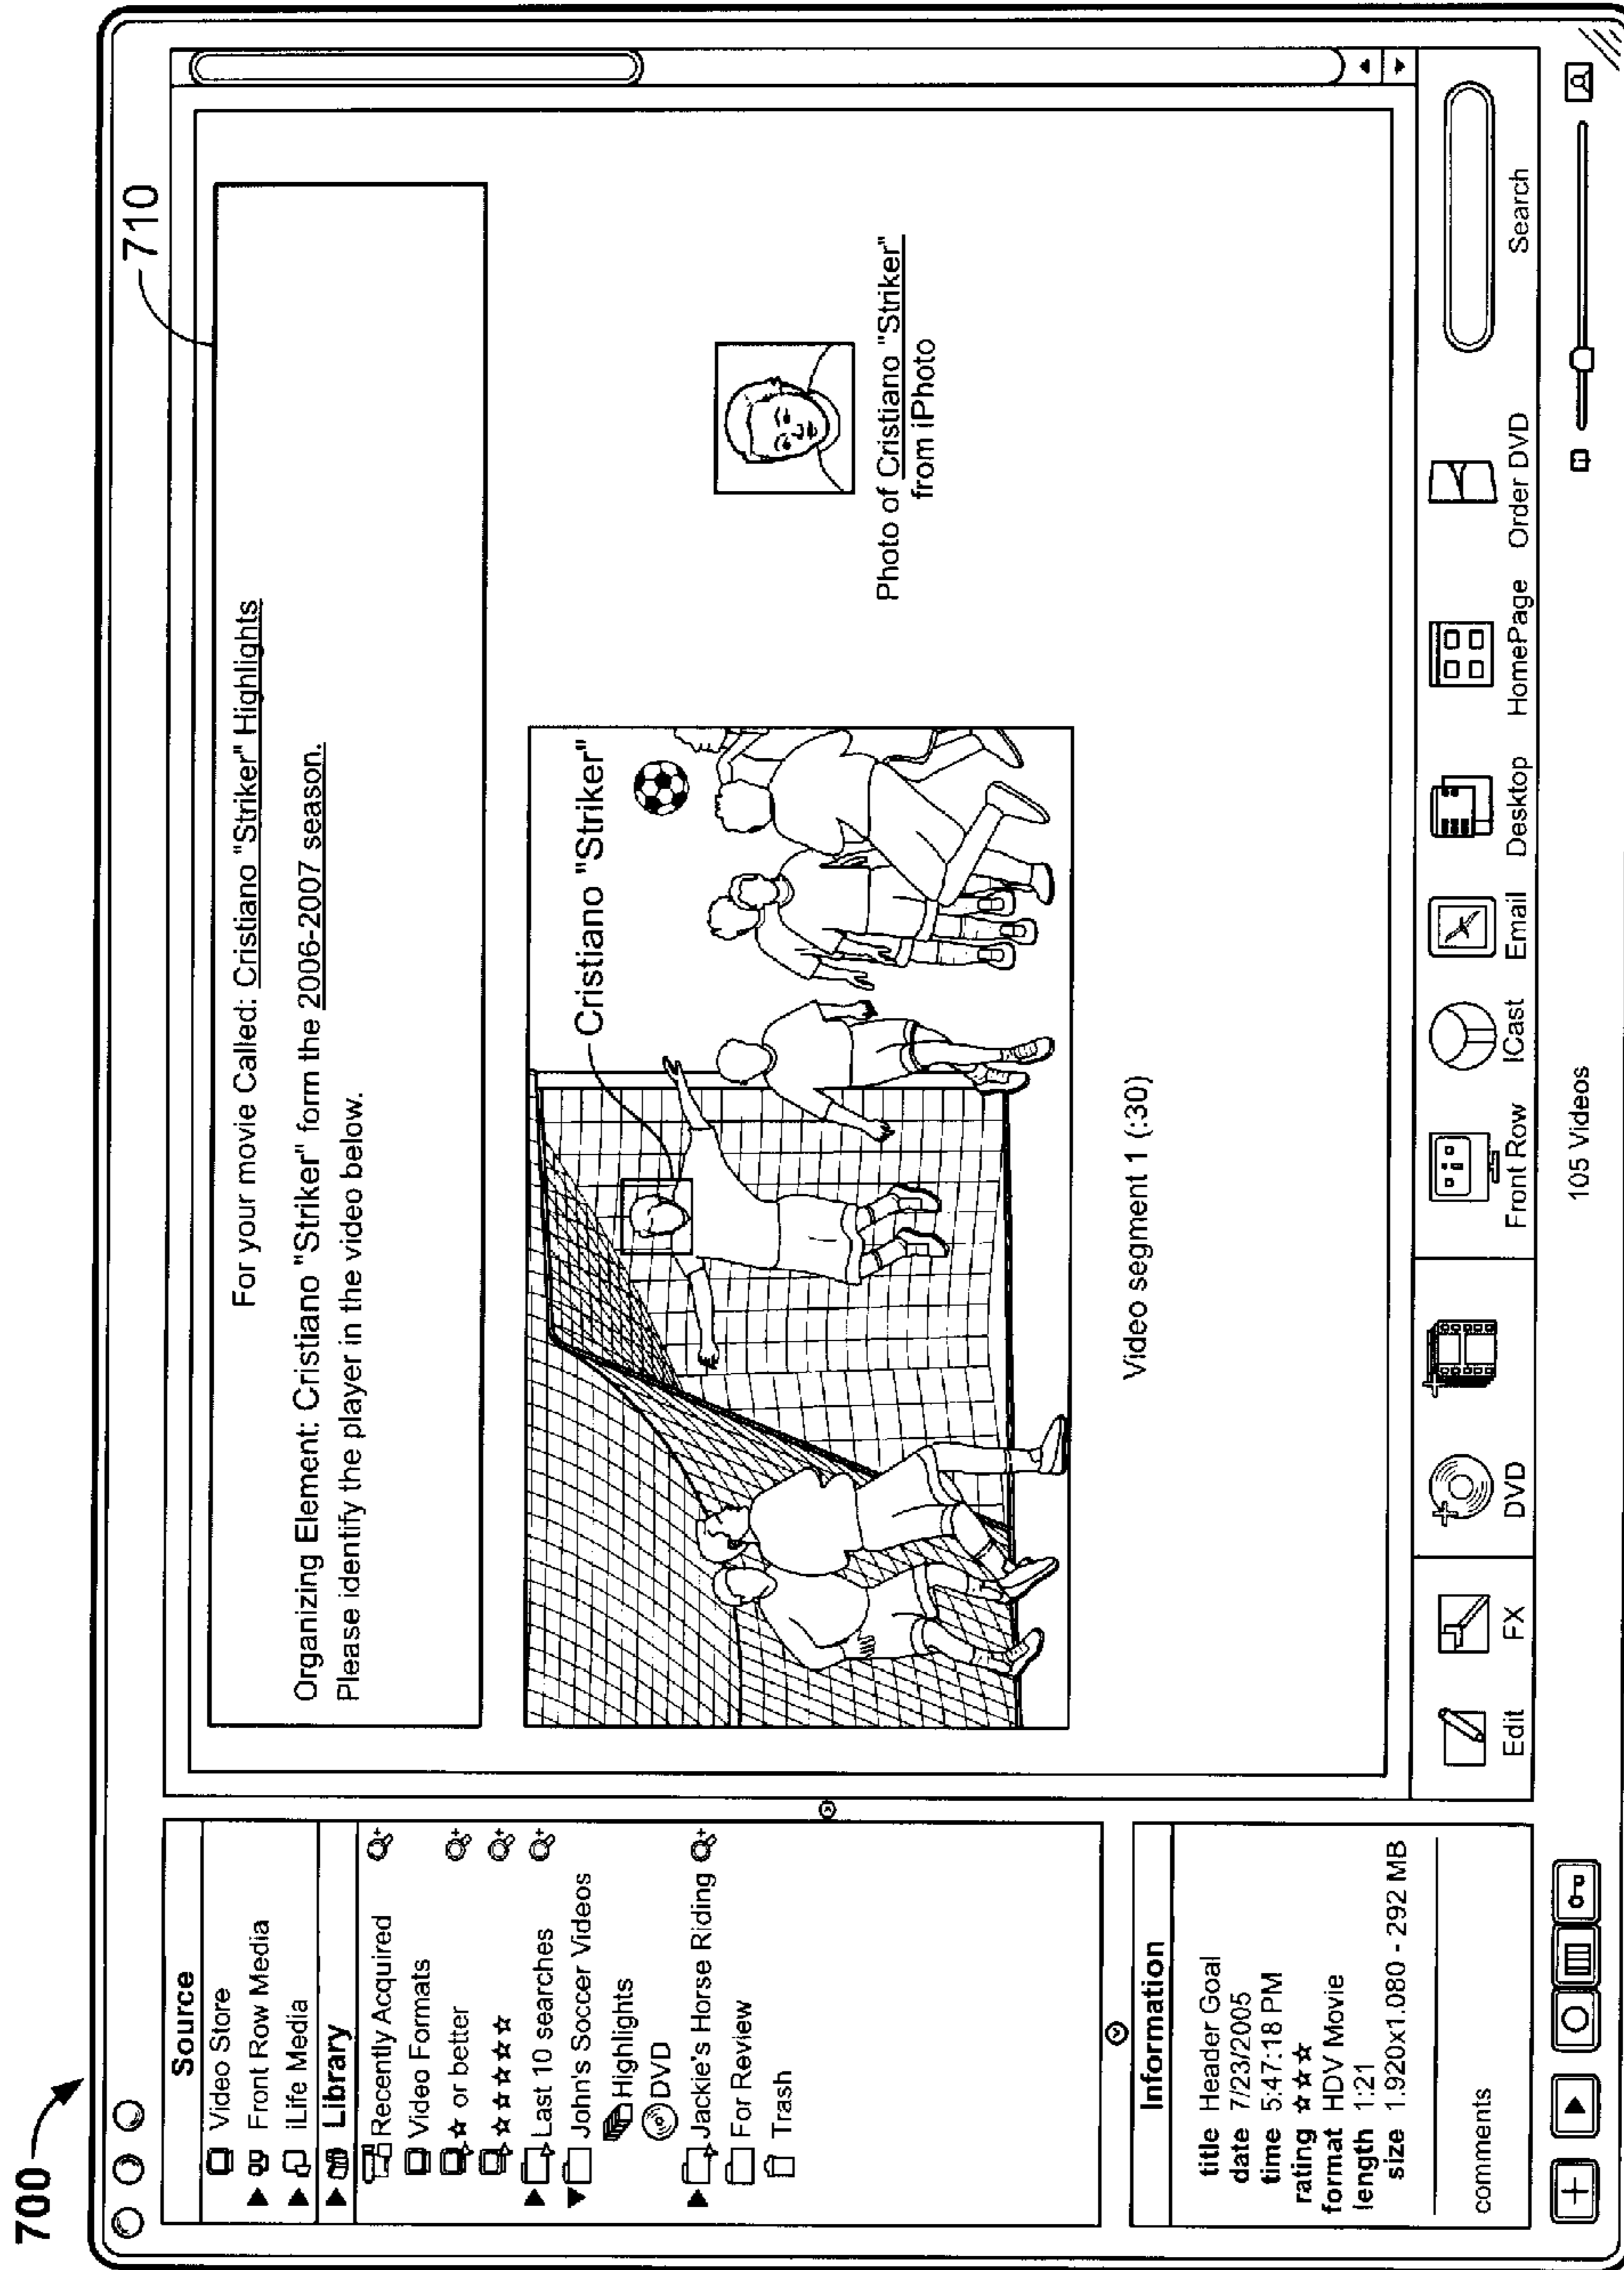 700
710
Source
Video Store
Front Row Media
iLife Media
Library
Recently Acquired
Video Formats
☆ or better
☆☆☆☆☆
Last 10 searches
John's Soccer Videos
Highlights
DVD
Jackie's Horse Riding
For Review
Trash
Information
title Header Goal
date 7/23/2005
time 5:47:18 PM
rating ☆☆☆
format HDV Movie
length 1:21
size 1.920x1.080 - 292 MB
comments
For your movie Called: Cristiano "Striker" Highlights
Organizing Element: Cristiano "Striker" form the 2006-2007 season.
Please identify the player in the video below.
Cristiano "Striker"
Video segment 1 (:30)
Photo of Cristiano "Striker"
from iPhoto
Edit
FX
DVD
Front Row
ICast
Email
Desktop
HomePage
Order DVD
Search
105 Videos